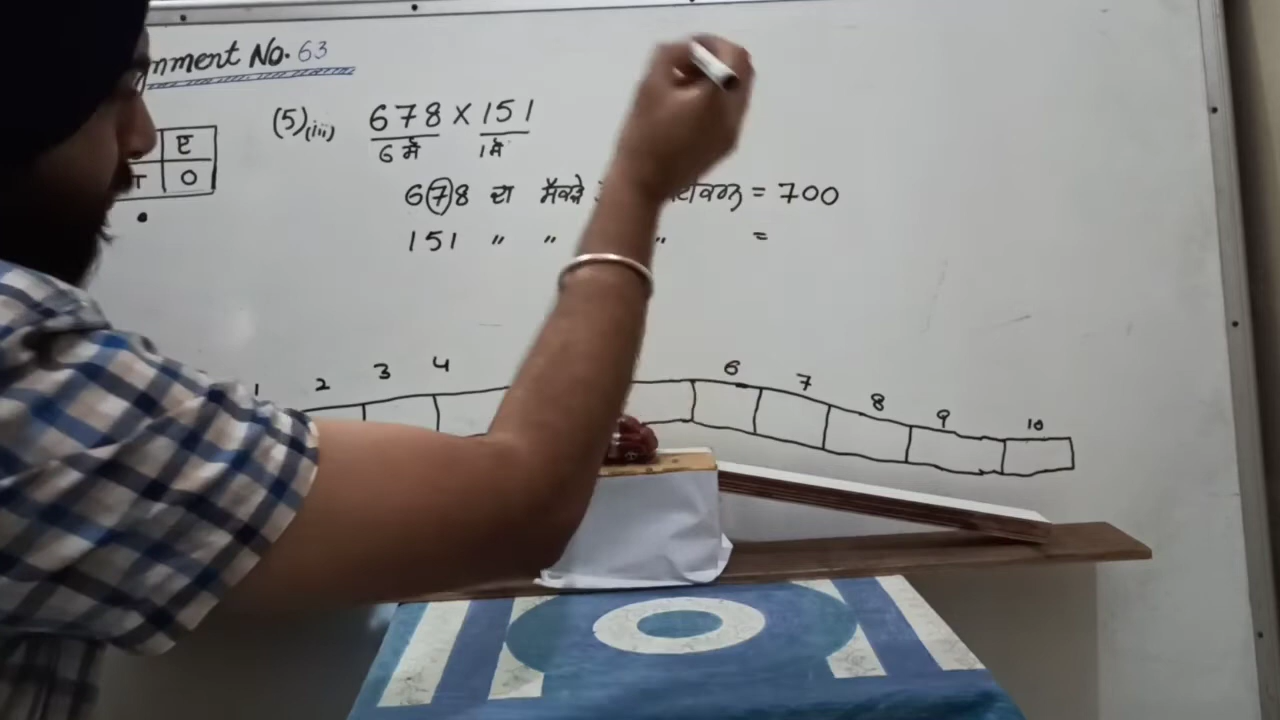 nment No. 63
ੲ
T O
(5)(iii) 678 X 151
6 ਸੈਂ 1 ਸੈਂ
678 ਦਾ ਸੈਂਕੜੇ = 700
151 " " " =
1 2 3 4 6 7 8 9 10